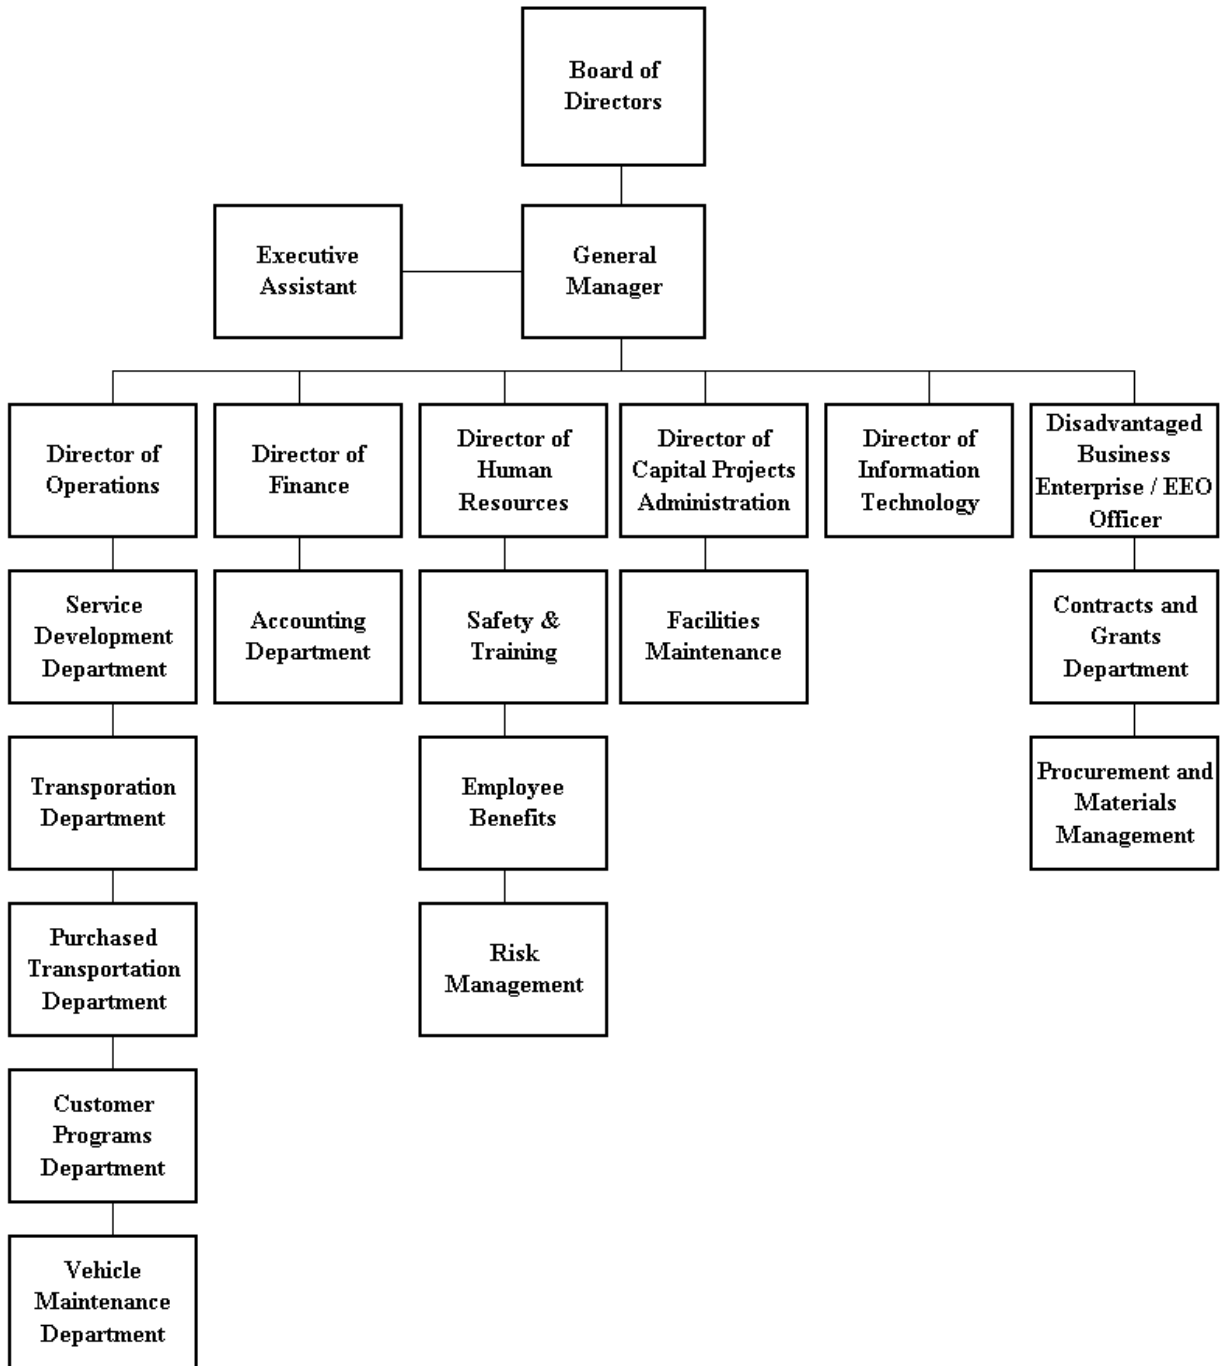 Board of
Directors
Executive
Assistant
General
Manager
Director of
Operations
Director of
Finance
Director of
Human
Resources
Director of
Capital Projects
Administration
Director of
Information
Technology
Disadvantaged
Business
Enterprise / EEO
Officer
Service
Development
Department
Accounting
Department
Safety &
Training
Facilities
Maintenance
Contracts and
Grants
Department
Transporation
Department
Employee
Benefits
Procurement and
Materials
Management
Purchased
Transportation
Department
Risk
Management
Customer
Programs
Department
Vehicle
Maintenance
Department